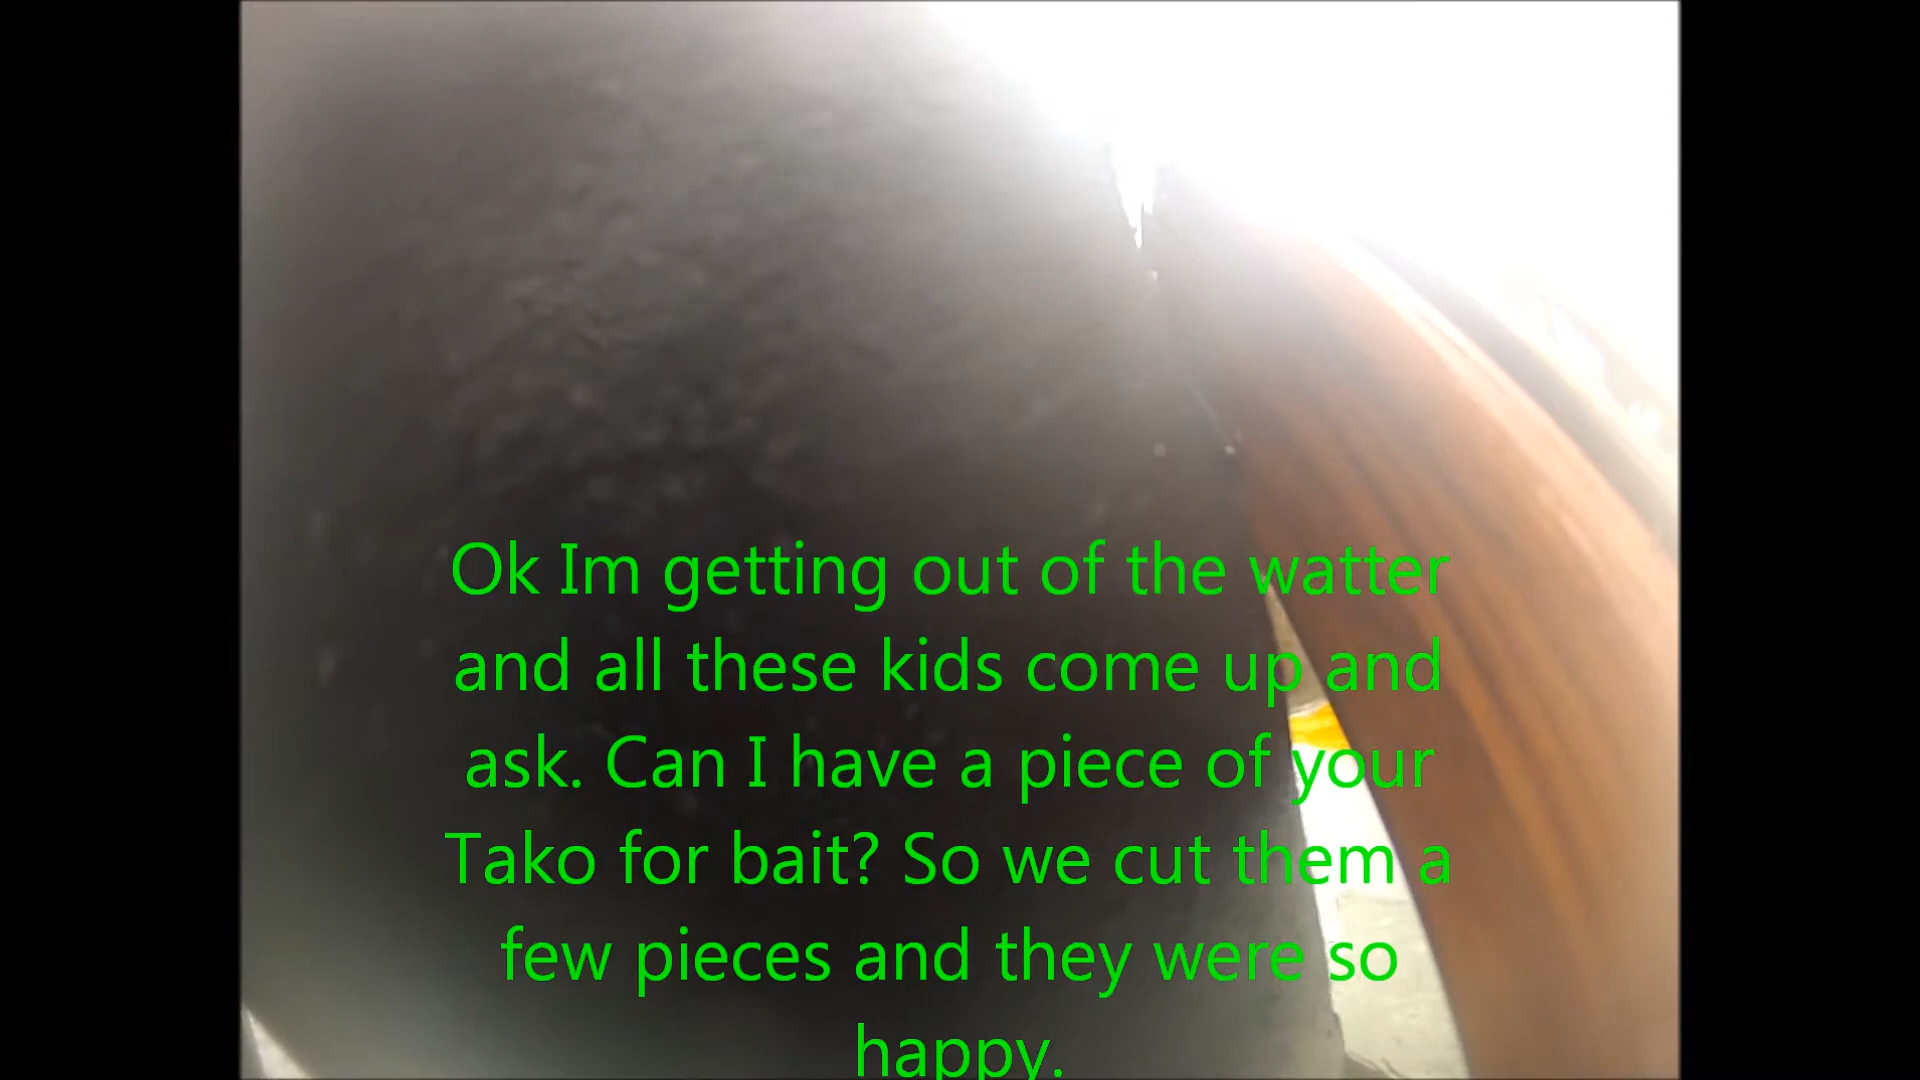 Ok Im getting out of the watter
and all these kids come up and
ask. Can I have a piece of your
Tako for bait? So we cut them a
few pieces and they were so
happy.